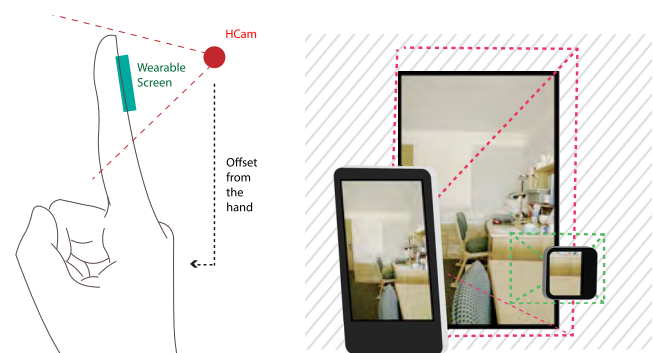 HCam
Wearable
Screen
Offset
from
the
hand